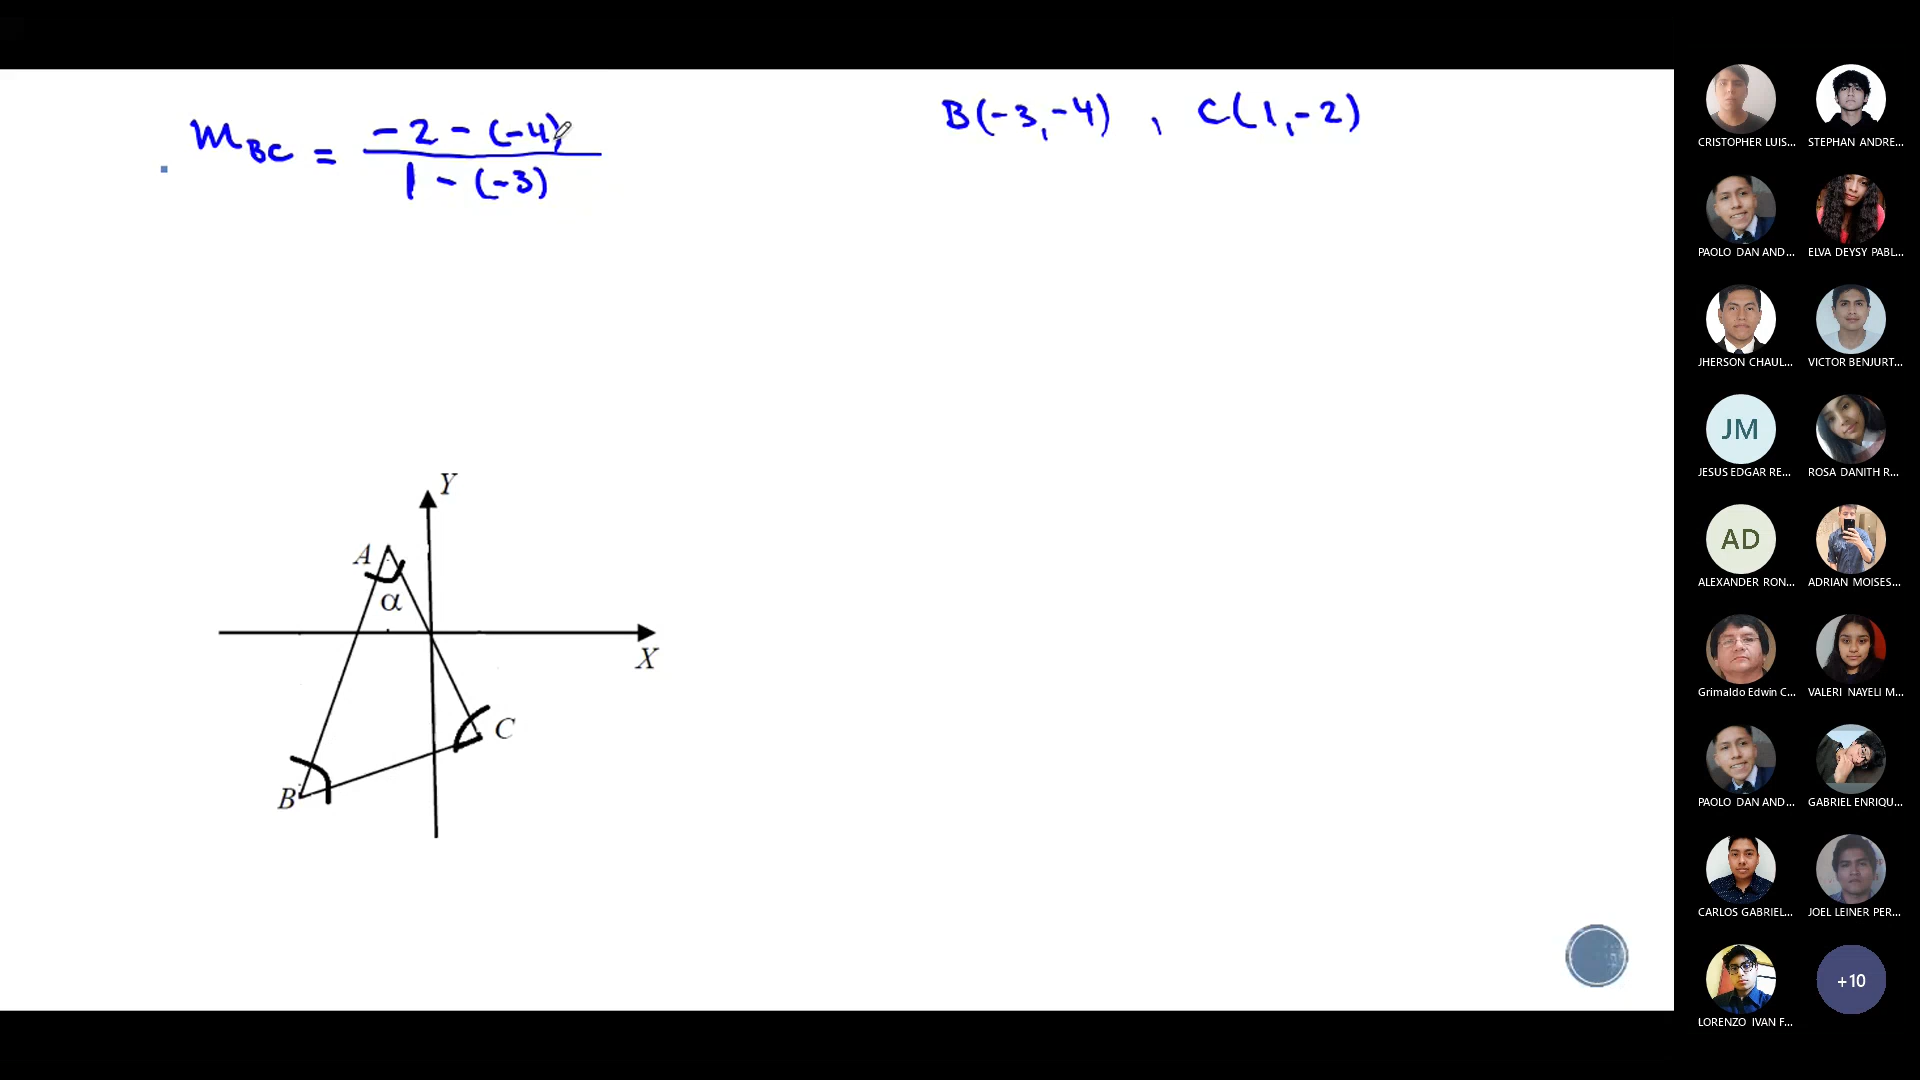 m_BC = (-2 - (-4)) / (1 - (-3))
B(-3,-4) , C(1,-2)
Y
A
α
X
C
B
CRISTOPHER LUIS...
STEPHAN ANDRE...
PAOLO DAN AND...
ELVA DEYSY PABL...
JHERSON CHAUL...
VICTOR BENJURT...
JM
JESUS EDGAR RE...
ROSA DANITH R...
AD
ALEXANDER RON...
ADRIAN MOISES...
Grimaldo Edwin C...
VALERI NAYELI M...
PAOLO DAN AND...
GABRIEL ENRIQU...
CARLOS GABRIEL...
JOEL LEINER PER...
LORENZO IVAN F...
+10